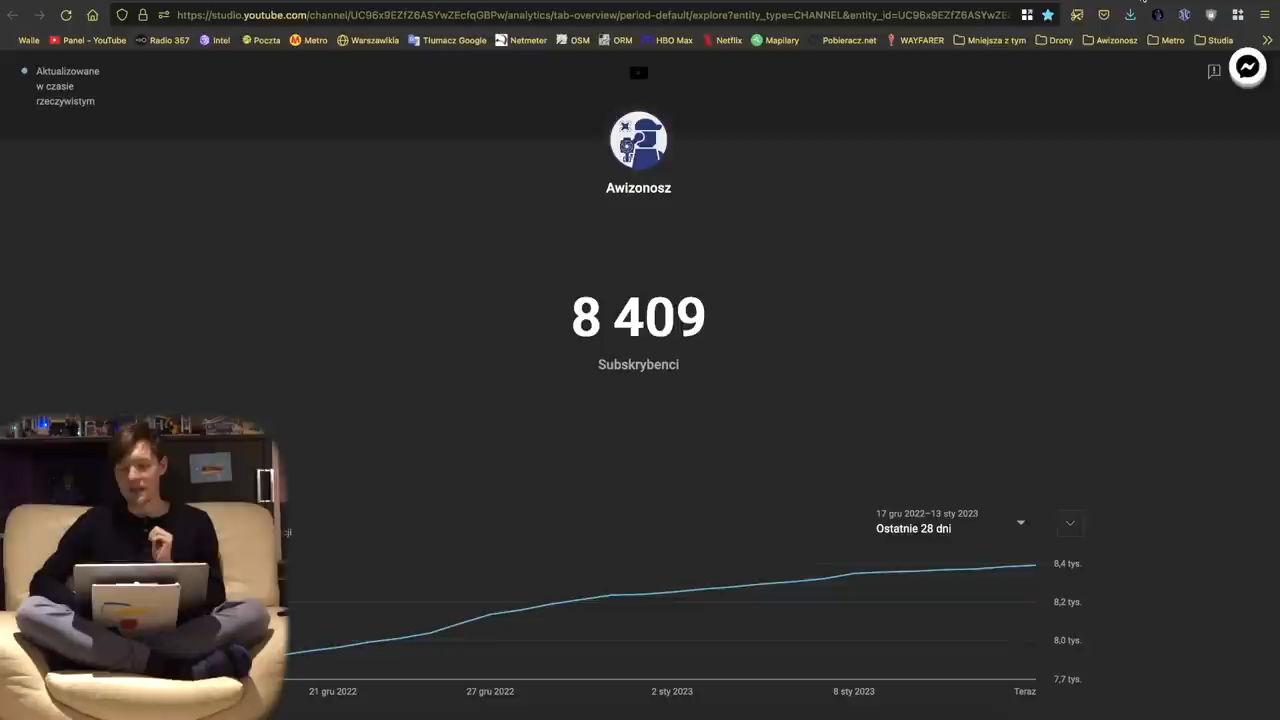 https://studio.youtube.com/channel/UC96x9EZfZ6ASYwZEcfqGBPw/analytics/tab-overview/period-default/explore?entity_type=CHANNEL&entity_id=UC96x9EZfZ6ASYwZE
Walle Panel - YouTube Radio 357 Intel Poczta Metro Warszawikia Tłumacz Google Netmeter OSM ORM HBO Max Netflix Mapilary Pobieracz.net WAYFARER Mniejsza z tym Drony Awizonosz Metro Studia
Aktualizowane
w czasie
rzeczywistym
Awizonosz
8 409
Subskrybenci
17 gru 2022–13 sty 2023
Ostatnie 28 dni
8,4 tys.
8,2 tys.
8,0 tys.
7,7 tys.
21 gru 2022 27 gru 2022 2 sty 2023 8 sty 2023 Teraz